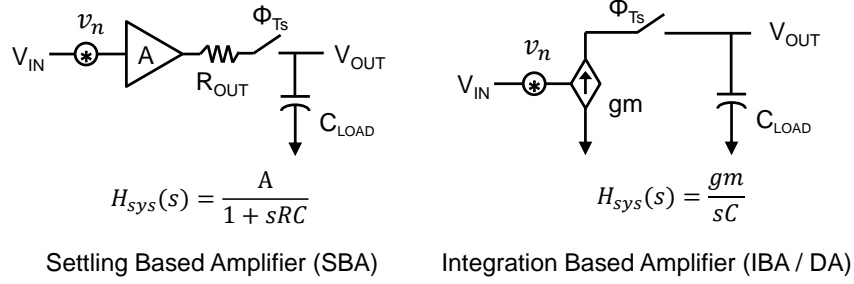 Φ_Ts
v_n
V_IN
*
A
V_OUT
R_OUT
C_LOAD
H_sys(s) = A / (1 + sRC)
Settling Based Amplifier (SBA)
Φ_Ts
v_n
V_OUT
V_IN
*
gm
C_LOAD
H_sys(s) = gm / sC
Integration Based Amplifier (IBA / DA)